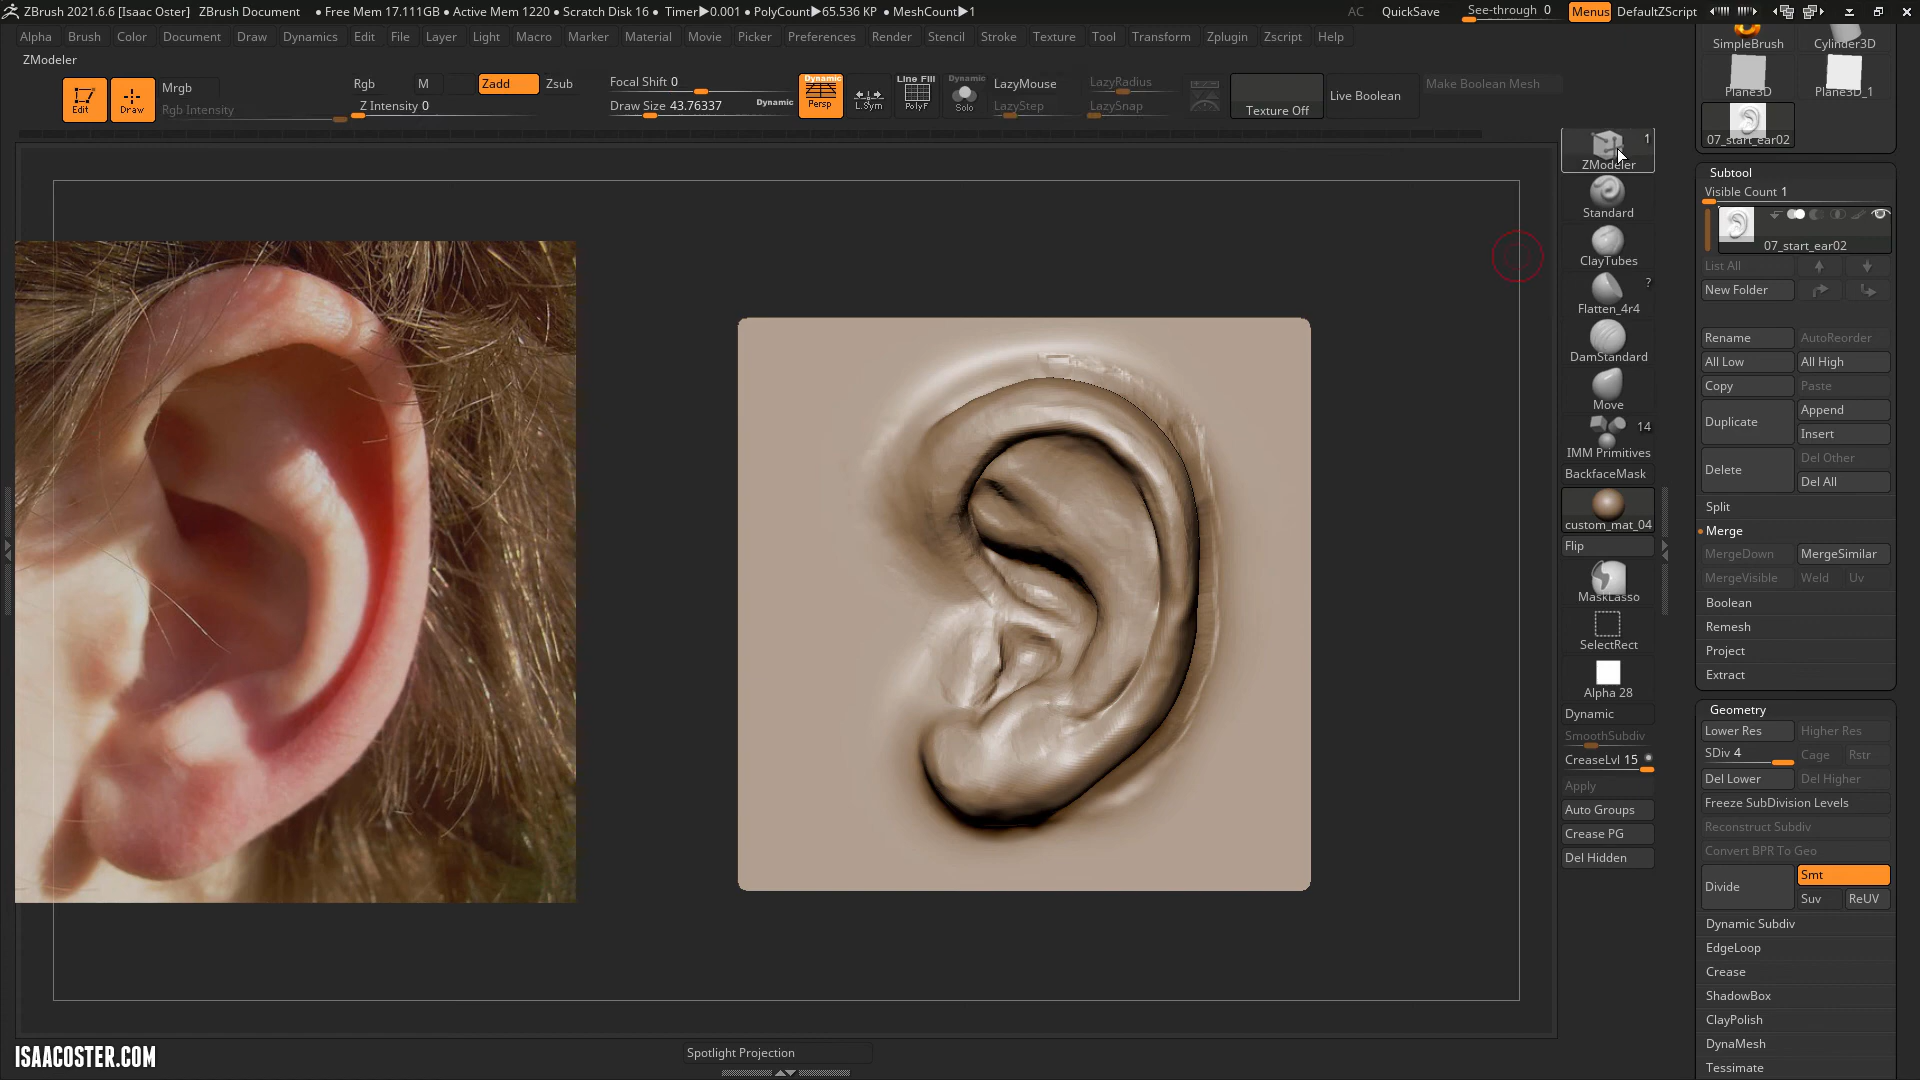 ZBrush 2021.6.6 [Isaac Oster] ZBrush Document • Free Mem 17.111GB • Active Mem 1220 • Scratch Disk 16 • Timer▶0.001 • PolyCount▶65.536 KP • MeshCount▶1 AC QuickSave See-through 0 Menus DefaultZScript
Alpha Brush Color Document Draw Dynamics Edit File Layer Light Macro Marker Material Movie Picker Preferences Render Stencil Stroke Texture Tool Transform Zplugin Zscript Help
ZModeler
Edit Draw Mrgb Rgb M Zadd Zsub
Rgb Intensity Z Intensity 0
Focal Shift 0
Draw Size 43.76337 Dynamic
Dynamic
Persp
L.Sym
Line Fill
PolyF
Dynamic
Solo
LazyMouse LazyRadius
LazyStep LazySnap
Texture Off
Live Boolean
Make Boolean Mesh
1
ZModeler
Standard
ClayTubes
?
Flatten_4r4
DamStandard
Move
14
IMM Primitives
BackfaceMask
custom_mat_04
Flip
MaskLasso
SelectRect
Alpha 28
Dynamic
SmoothSubdiv
CreaseLvl 15
Apply
Auto Groups
Crease PG
Del Hidden
SimpleBrush Cylinder3D
Plane3D Plane3D_1
07_start_ear02
Subtool
Visible Count 1
07_start_ear02
List All
New Folder
Rename AutoReorder
All Low All High
Copy Paste
Duplicate Append
Insert
Delete Del Other
Del All
Split
Merge
MergeDown MergeSimilar
MergeVisible Weld Uv
Boolean
Remesh
Project
Extract
Geometry
Lower Res Higher Res
SDiv 4 Cage Rstr
Del Lower Del Higher
Freeze SubDivision Levels
Reconstruct Subdiv
Convert BPR To Geo
Divide Smt
Suv ReUV
Dynamic Subdiv
EdgeLoop
Crease
ShadowBox
ClayPolish
DynaMesh
Tessimate
ISAACOSTER.COM
Spotlight Projection